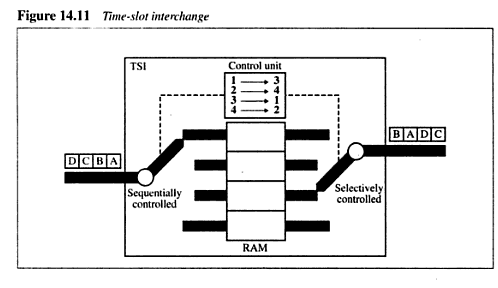 Figure 14.11 Time-slot interchange
TSI
Control unit
1 → 3
2 → 4
3 → 1
4 → 2
D C B A
B A D C
Sequentially
controlled
Selectively
controlled
RAM